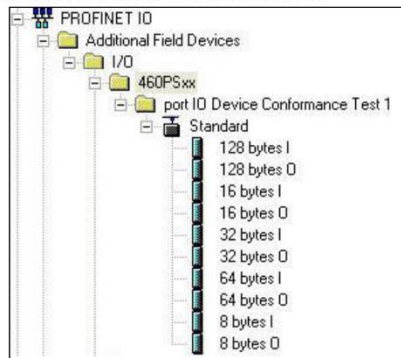 PROFINET IO
Additional Field Devices
I/O
460PSxx
port IO Device Conformance Test 1
Standard
128 bytes I
128 bytes O
16 bytes I
16 bytes O
32 bytes I
32 bytes O
64 bytes I
64 bytes O
8 bytes I
8 bytes O